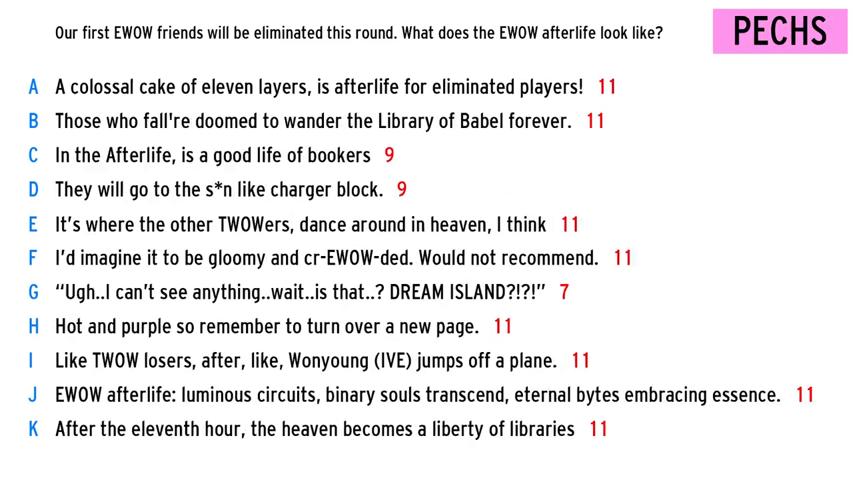 Our first EWOW friends will be eliminated this round. What does the EWOW afterlife look like?
PECHS
A A colossal cake of eleven layers, is afterlife for eliminated players! 11
B Those who fall're doomed to wander the Library of Babel forever. 11
C In the Afterlife, is a good life of bookers 9
D They will go to the s*n like charger block. 9
E It's where the other TWOWers, dance around in heaven, I think 11
F I'd imagine it to be gloomy and cr-EWOW-ded. Would not recommend. 11
G “Ugh..I can't see anything..wait..is that..? DREAM ISLAND?!?!” 7
H Hot and purple so remember to turn over a new page. 11
I Like TWOW losers, after, like, Wonyoung (IVE) jumps off a plane. 11
J EWOW afterlife: luminous circuits, binary souls transcend, eternal bytes embracing essence. 11
K After the eleventh hour, the heaven becomes a liberty of libraries 11